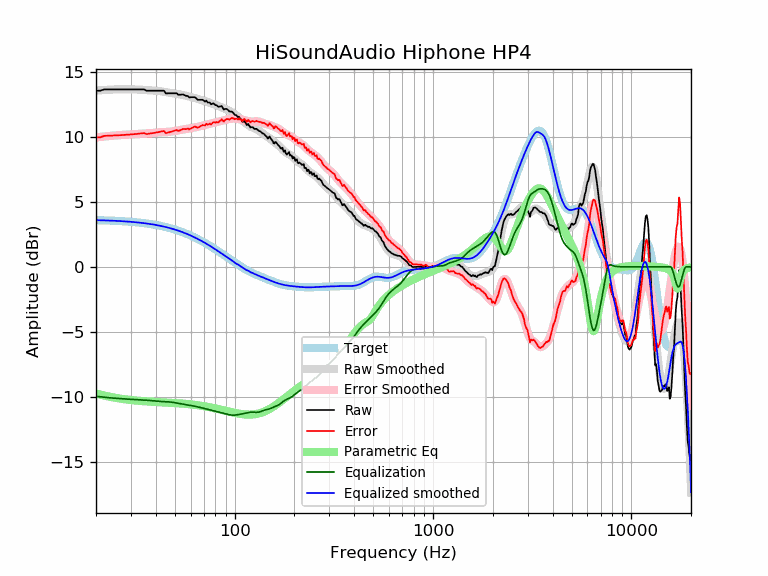 HiSoundAudio Hiphone HP4
15
10
5
0
−5
−10
−15
Amplitude (dBr)
Target
Raw Smoothed
Error Smoothed
Raw
Error
Parametric Eq
Equalization
Equalized smoothed
100
1000
10000
Frequency (Hz)